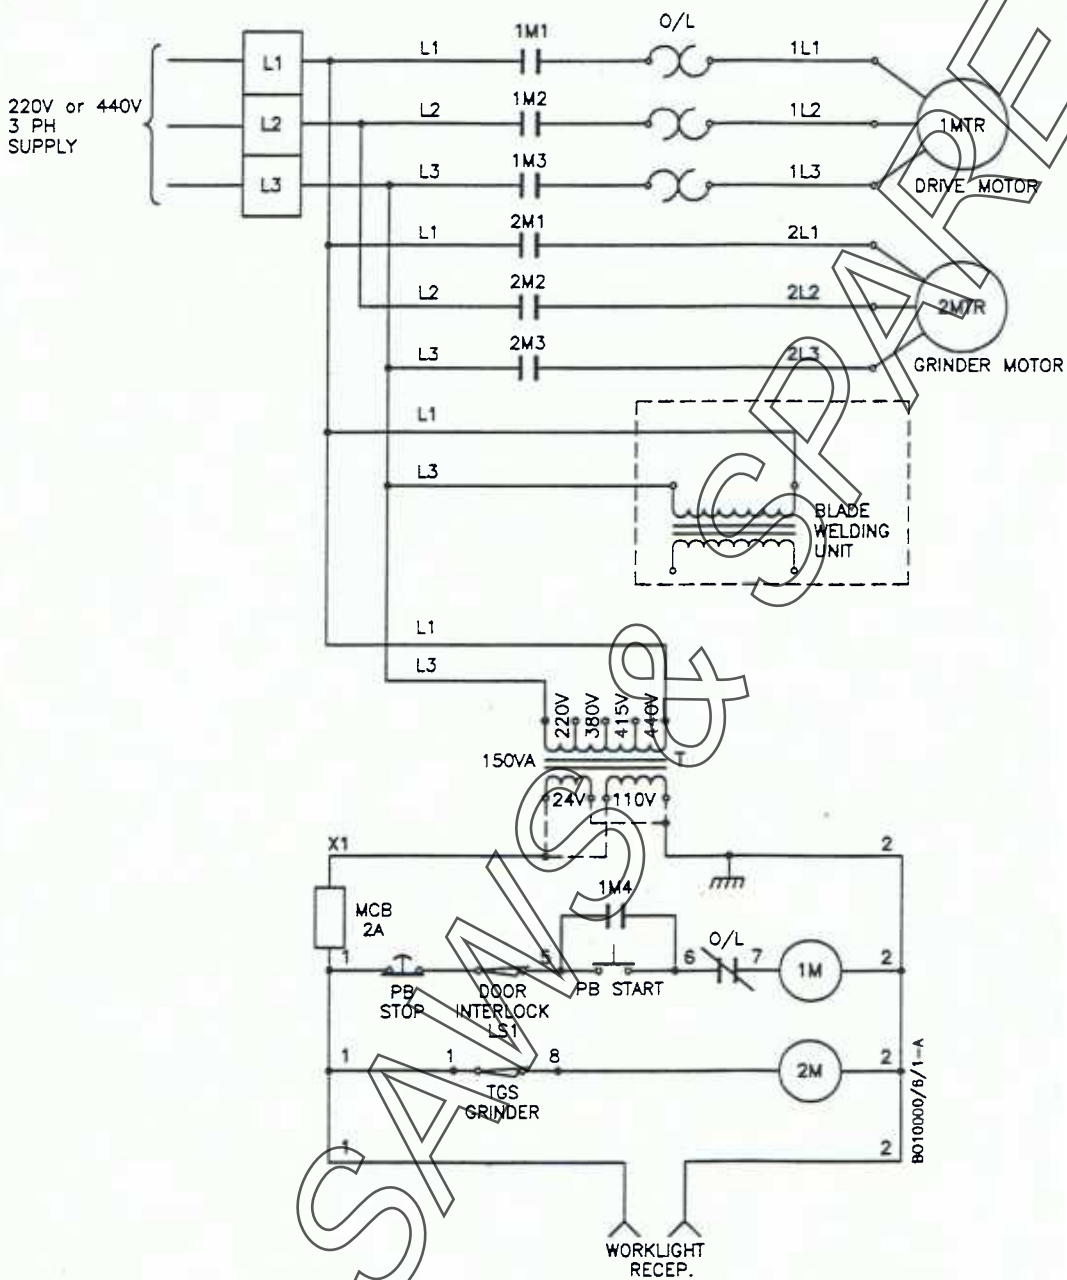 O/L
L1
L1
1M1
1L1
220V or 440V
3 PH
SUPPLY
L2
L2
1M2
1L2
1MTR
L3
L3
1M3
1L3
DRIVE MOTOR
L1
2M1
2L1
L2
2M2
2L2
2MTR
L3
2M3
2L3
GRINDER MOTOR
L1
L3
BLADE
WELDING
UNIT
L1
L3
220V
380V
415V
440V
150VA
T
24V
110V
X1
2
MCB
2A
1M4
1
5
6
O/L
7
1M
2
PB
STOP
DOOR
INTERLOCK
LS1
PB START
1
1
8
2M
2
TGS
GRINDER
1
2
BO10000/B/1-A
WORKLIGHT
RECEP.
SAWS & SPARE